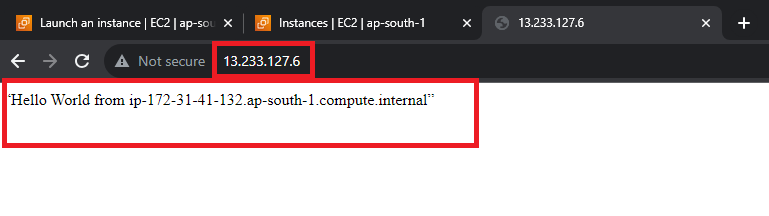 Launch an instance | EC2 | ap-sou
Instances | EC2 | ap-south-1
13.233.127.6
Not secure 13.233.127.6
“Hello World from ip-172-31-41-132.ap-south-1.compute.internal”